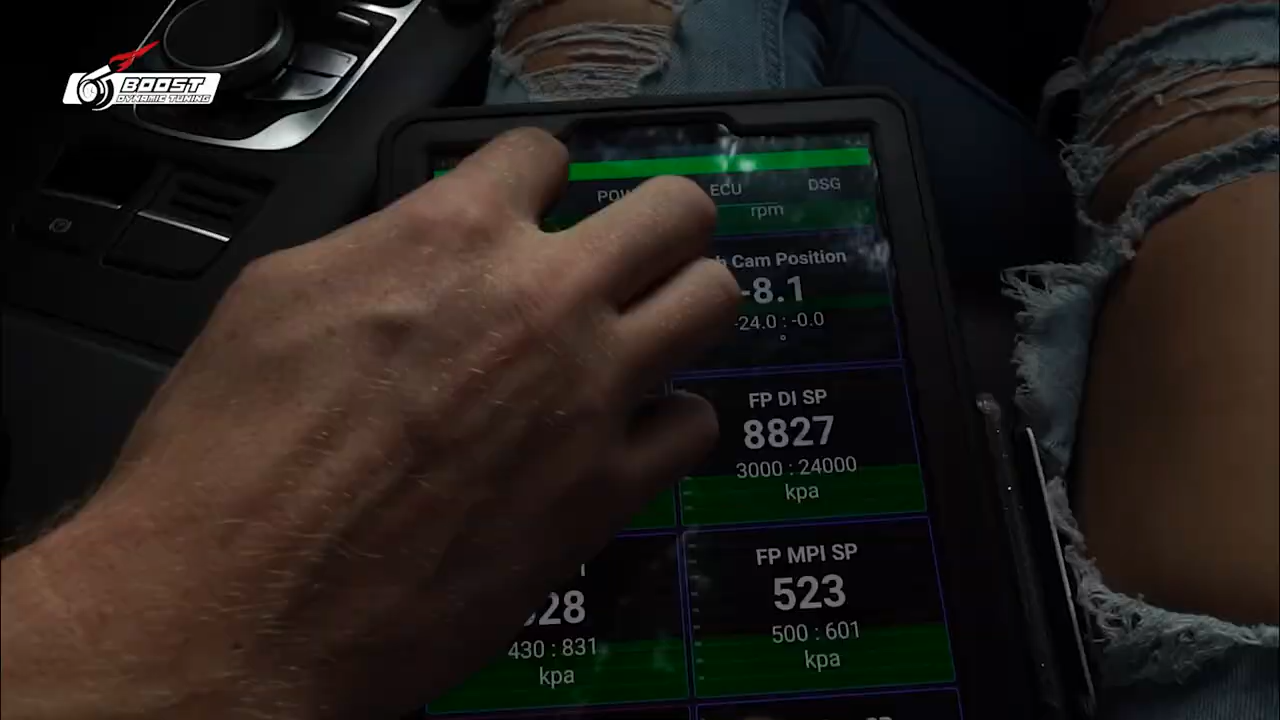 BOOST
DYNAMIC TUNING
ECU
DSG
rpm
Cam Position
-8.1
-24.0 : -0.0
°
FP DI SP
8827
3000 : 24000
kpa
FP MPI SP
28
523
430 : 831
500 : 601
kpa
kpa